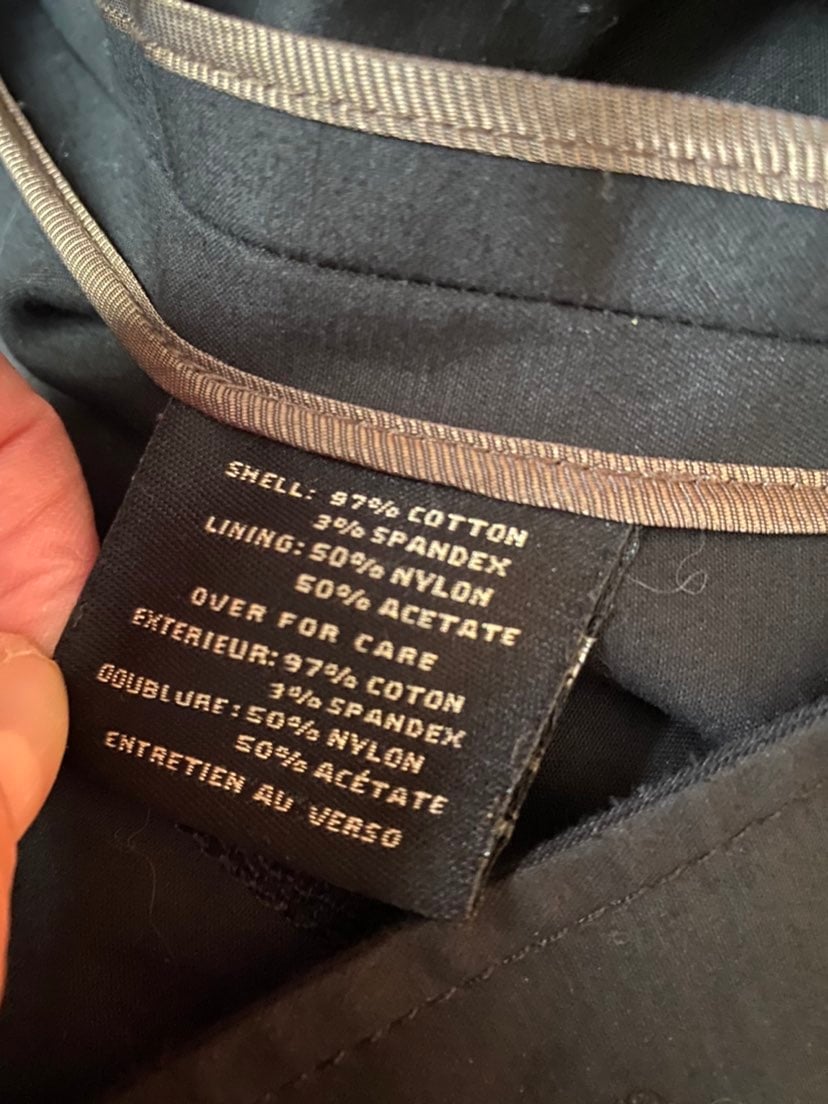 SHELL: 97% COTTON
3% SPANDEX
LINING: 50% NYLON
50% ACETATE
OVER FOR CARE
EXTERIEUR: 97% COTON
3% SPANDEX
DOUBLURE: 50% NYLON
50% ACÉTATE
ENTRETIEN AU VERSO